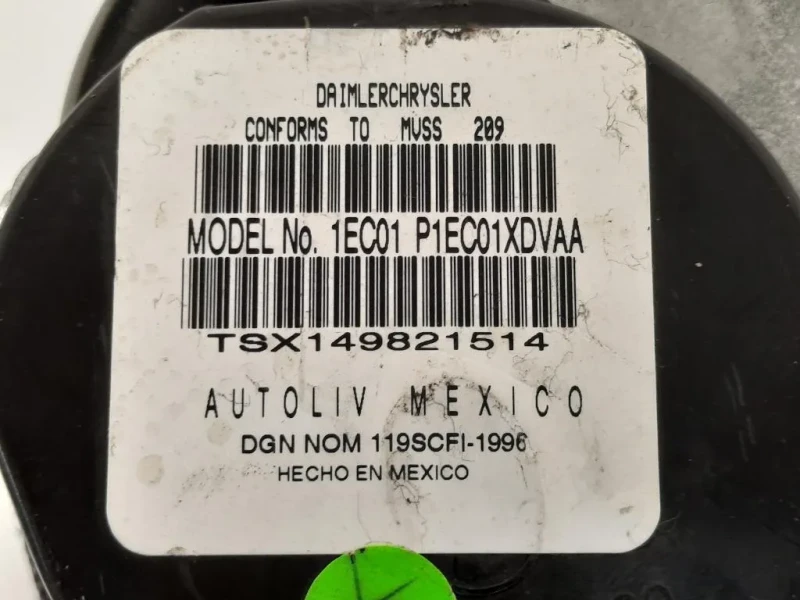 DAIMLERCHRYSLER
CONFORMS TO MVSS 209
MODEL No. 1EC01 P1EC01XDVAA
TSX149821514
AUTOLIV MEXICO
DGN NOM 119SCFI-1996
HECHO EN MEXICO